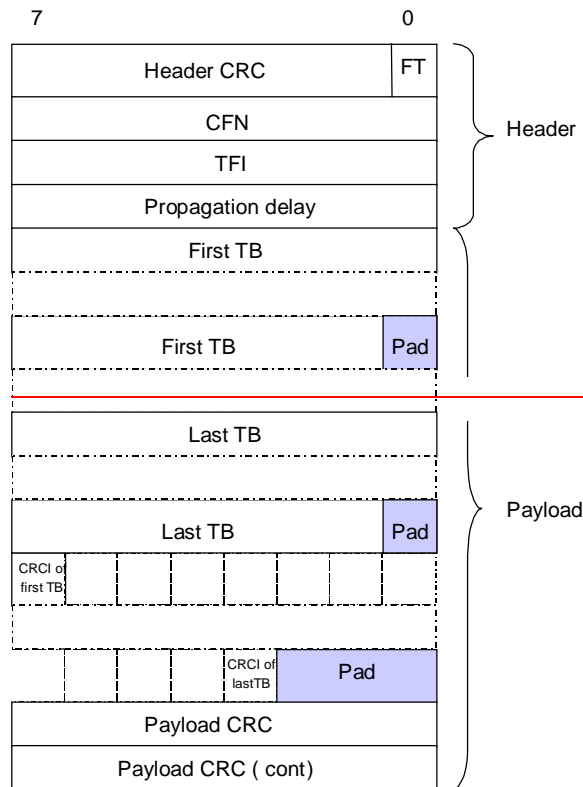 7 0
Header CRC FT
CFN
TFI
Propagation delay
Header
First TB
First TB Pad
Last TB
Last TB Pad
Payload
CRCI of
first TB
CRCI of
lastTB
Pad
Payload CRC
Payload CRC ( cont)